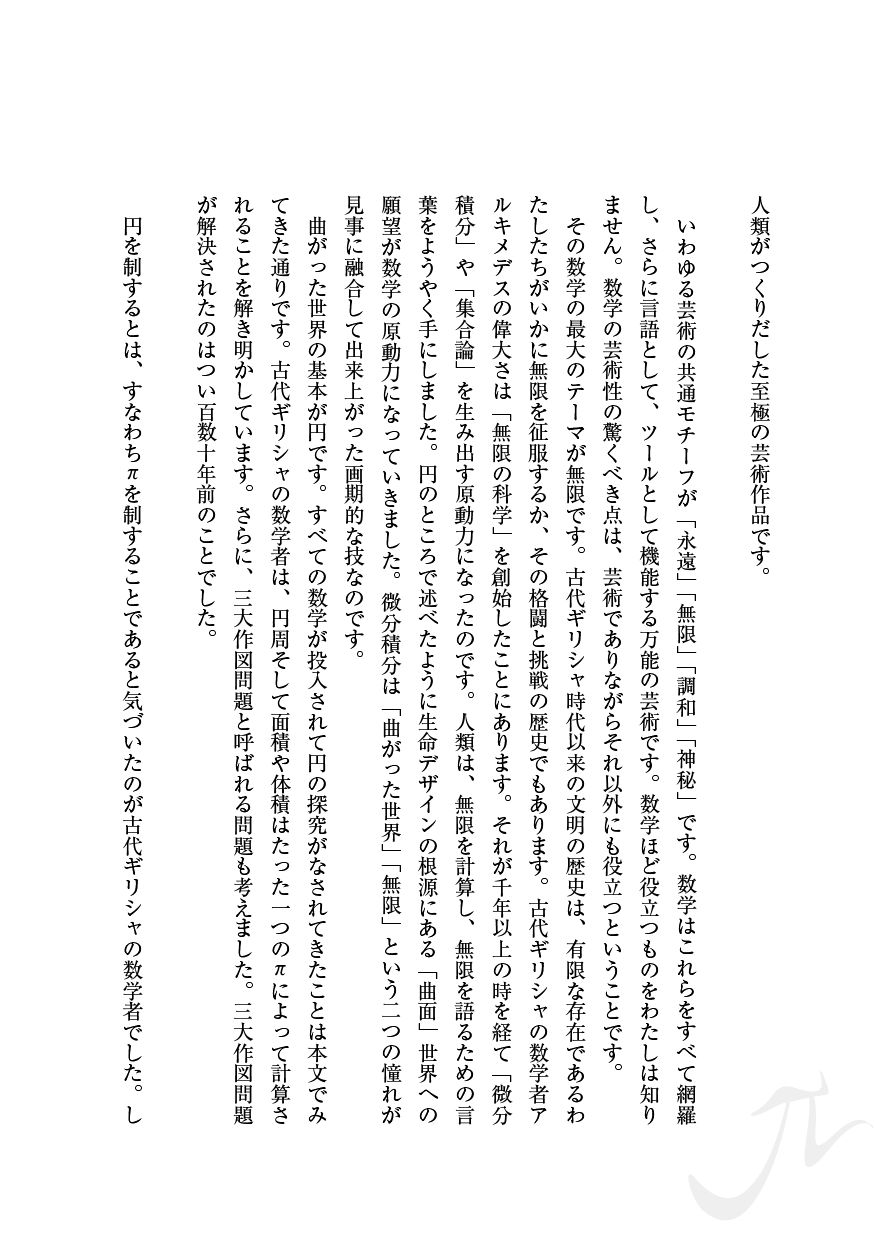 人類がつくりだした至極の芸術作品です。
いわゆる芸術の共通モチーフが「永遠」「無限」「調和」「神秘」です。数学はこれらをすべて網羅
し、さらに言語として、ツールとして機能する万能の芸術です。数学ほど役立つものをわたしは知り
ません。数学の芸術性の驚くべき点は、芸術でありながらそれ以外にも役立つということです。
その数学の最大のテーマが無限です。古代ギリシャ時代以来の文明の歴史は、有限な存在であるわ
たしたちがいかに無限を征服するか、その格闘と挑戦の歴史でもあります。古代ギリシャの数学者ア
ルキメデスの偉大さは「無限の科学」を創始したことにあります。それが千年以上の時を経て「微分
積分」や「集合論」を生み出す原動力になったのです。人類は、無限を計算し、無限を語るための言
葉をようやく手にしました。円のところで述べたように生命デザインの根源にある「曲面」世界への
願望が数学の原動力になっていきました。微分積分は「曲がった世界」「無限」という二つの憧れが
見事に融合して出来上がった画期的な技なのです。
曲がった世界の基本が円です。すべての数学が投入されて円の探究がなされてきたことは本文でみ
てきた通りです。古代ギリシャの数学者は、円周そして面積や体積はたった一つのπによって計算さ
れることを解き明かしています。さらに、三大作図問題と呼ばれる問題も考えました。三大作図問題
が解決されたのはつい百数十年前のことでした。
円を制するとは、すなわちπを制することであると気づいたのが古代ギリシャの数学者でした。し
π